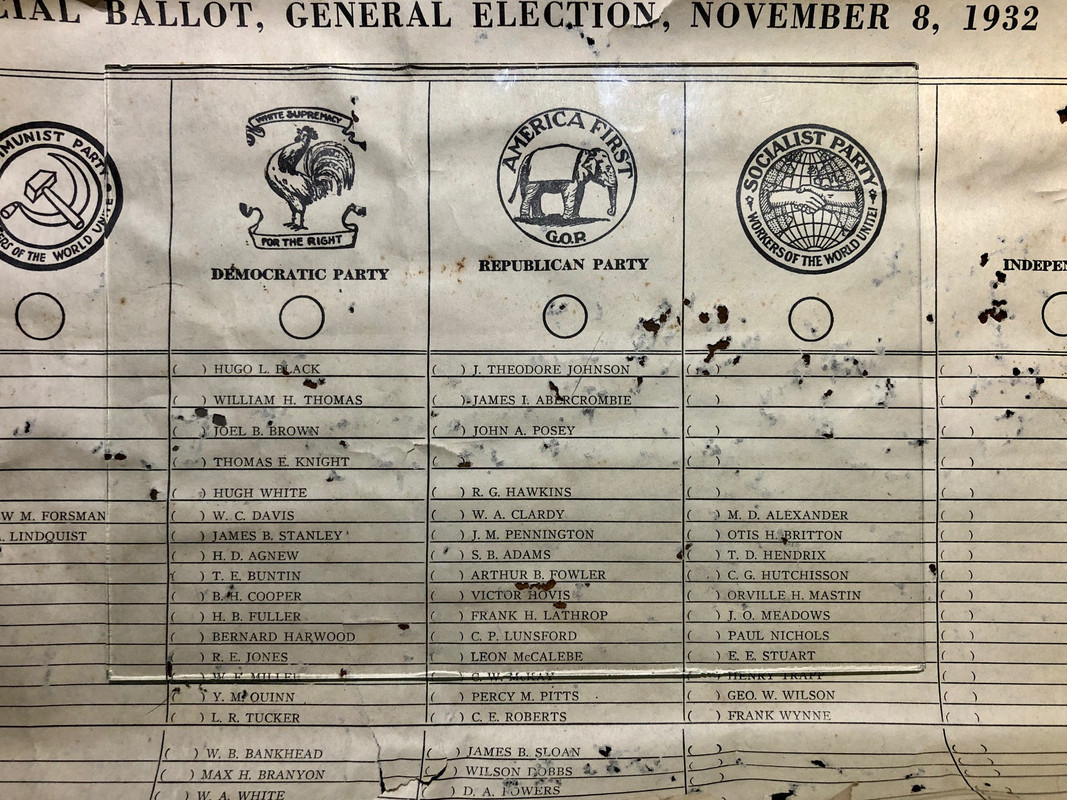 CIAL BALLOT, GENERAL ELECTION, NOVEMBER 8, 1932
MUNIST PARTY
OF THE WORLD
WHITE SUPREMACY
FOR THE RIGHT
DEMOCRATIC PARTY
AMERICA FIRST
G.O.P.
REPUBLICAN PARTY
SOCIALIST PARTY
WORKERS OF THE WORLD UNITE!
INDEPEN
( ) HUGO L. BLACK ( ) J. THEODORE JOHNSON ( ) ( )
( ) WILLIAM H. THOMAS ( ) JAMES I. ABERCROMBIE ( ) ( )
( ) JOEL B. BROWN ( ) JOHN A. POSEY ( ) ( )
( ) THOMAS E. KNIGHT ( ) ( ) ( )
( ) HUGH WHITE ( ) R. G. HAWKINS ( ) ( )
W M. FORSMAN ( ) W. C. DAVIS ( ) W. A. CLARDY ( ) M. D. ALEXANDER ( )
. LINDQUIST ( ) JAMES B. STANLEY ( ) J. M. PENNINGTON ( ) OTIS H. BRITTON ( )
( ) H. D. AGNEW ( ) S. B. ADAMS ( ) T. D. HENDRIX ( )
( ) T. E. BUNTIN ( ) ARTHUR B. FOWLER ( ) C. G. HUTCHISSON ( )
( ) B. H. COOPER ( ) VICTOR HOVIS ( ) ORVILLE H. MASTIN ( )
( ) H. B. FULLER ( ) FRANK H. LATHROP ( ) J. O. MEADOWS ( )
( ) BERNARD HARWOOD ( ) C. P. LUNSFORD ( ) PAUL NICHOLS ( )
( ) R. E. JONES ( ) LEON McCALEBE ( ) E. E. STUART ( )
( ) W. F. MILLER ( ) G. W. McKAY ( ) HENRY TRAPP ( )
( ) Y. M. QUINN ( ) PERCY M. PITTS ( ) GEO. W. WILSON ( )
( ) L. R. TUCKER ( ) C. E. ROBERTS ( ) FRANK WYNNE ( )
( ) W. B. BANKHEAD ( ) JAMES B. SLOAN ( ) ( )
( ) MAX H. BRANYON ( ) WILSON DOBBS ( ) ( )
( ) W. A. WHITE ( ) D. A. POWERS